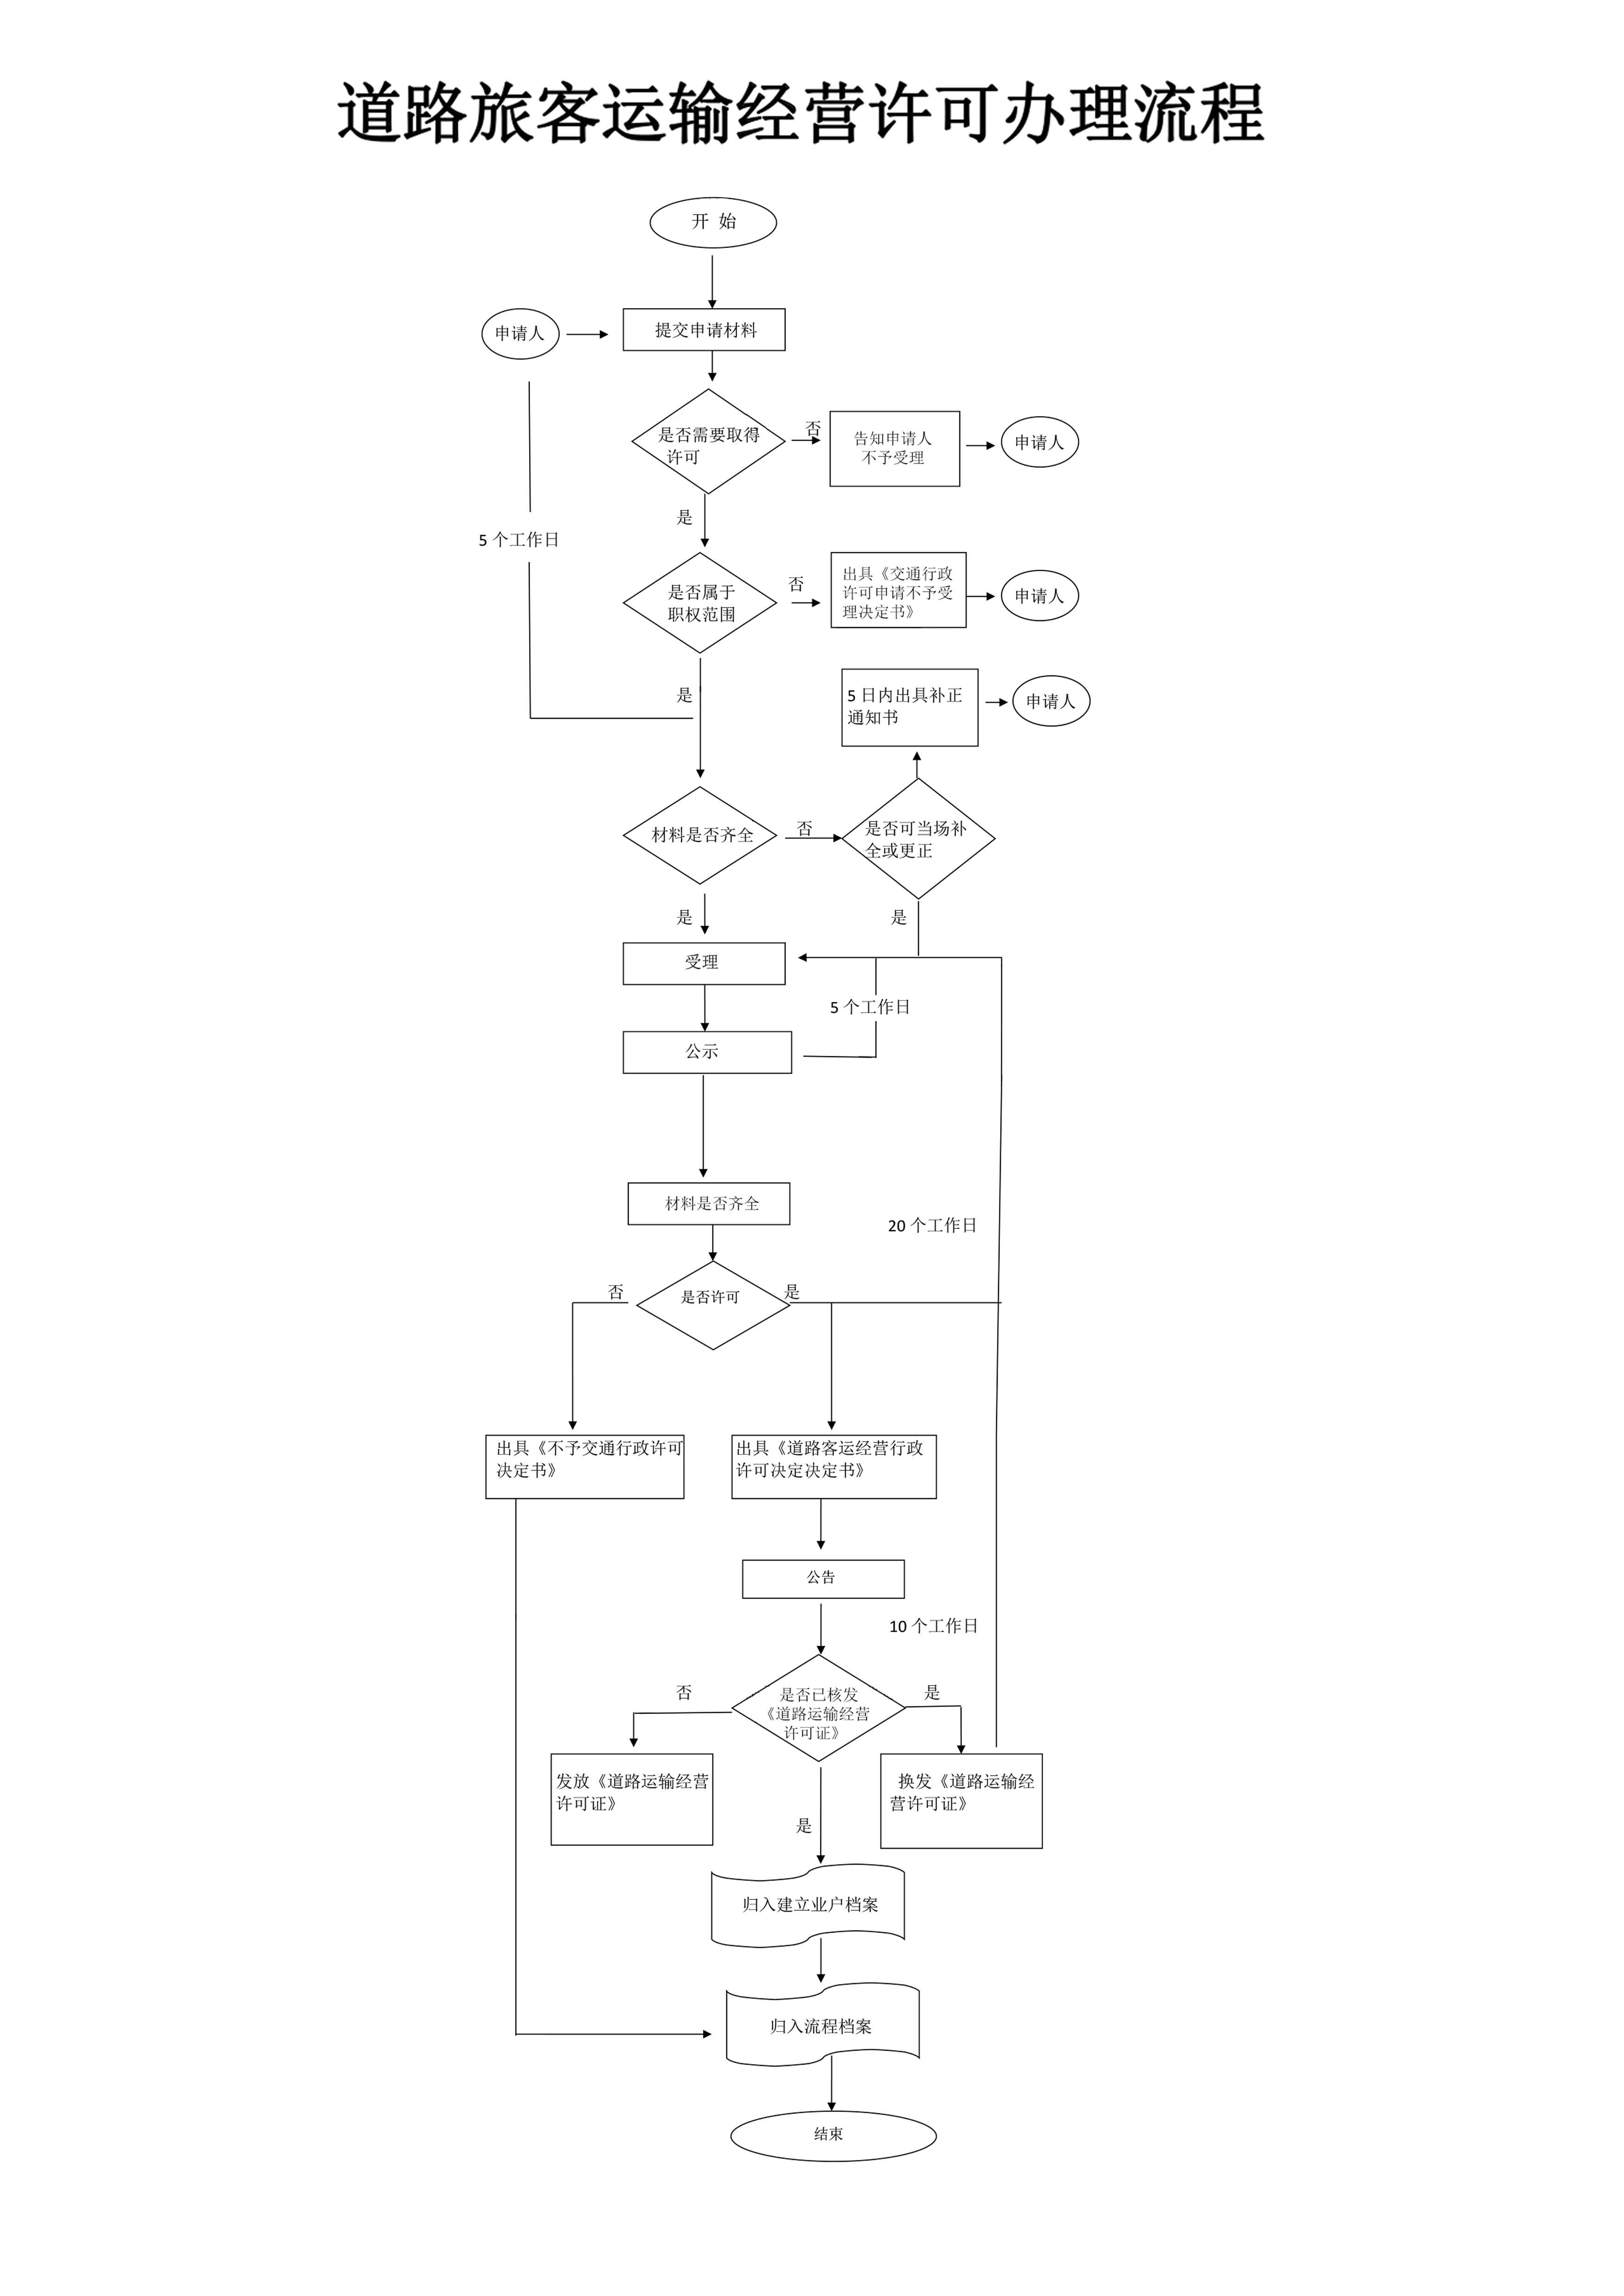 道路旅客运输经营许可办理流程
开 始
申请人
提交申请材料
是否需要取得
许可
否
告知申请人
不予受理
申请人
是
5 个工作日
是否属于
职权范围
否
出具《交通行政
许可申请不予受
理决定书》
申请人
是
5 日内出具补正
通知书
申请人
材料是否齐全
否
是否可当场补
全或更正
是
是
受理
5 个工作日
公示
材料是否齐全
20 个工作日
否
是否许可
是
出具《不予交通行政许可
决定书》
出具《道路客运经营行政
许可决定决定书》
公告
10 个工作日
否
是否已核发
《道路运输经营
许可证》
是
发放《道路运输经营
许可证》
换发《道路运输经
营许可证》
是
归入建立业户档案
归入流程档案
结束